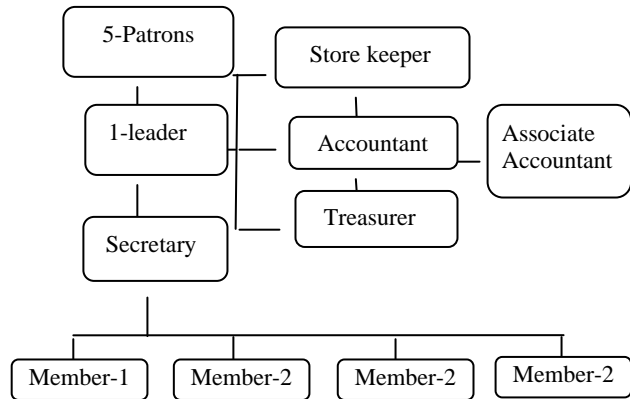 5-Patrons
Store keeper
1-leader
Accountant
Associate
Accountant
Secretary
Treasurer
Member-1
Member-2
Member-2
Member-2